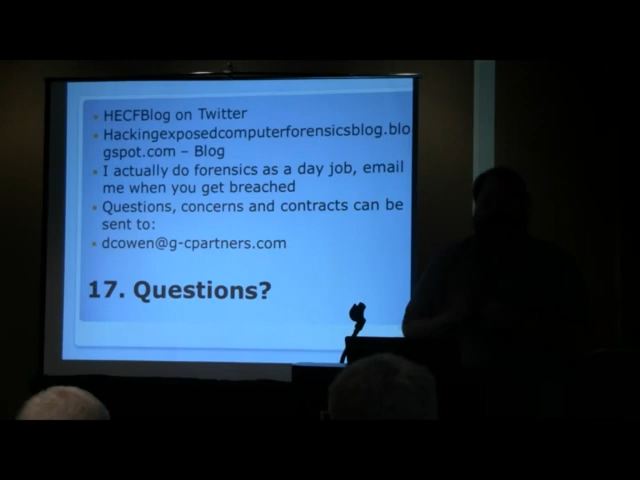 HECFBlog on Twitter
Hackingexposedcomputerforensicsblog.blo
gspot.com – Blog
I actually do forensics as a day job, email
me when you get breached
Questions, concerns and contracts can be
sent to:
dcowen@g-cpartners.com
17. Questions?